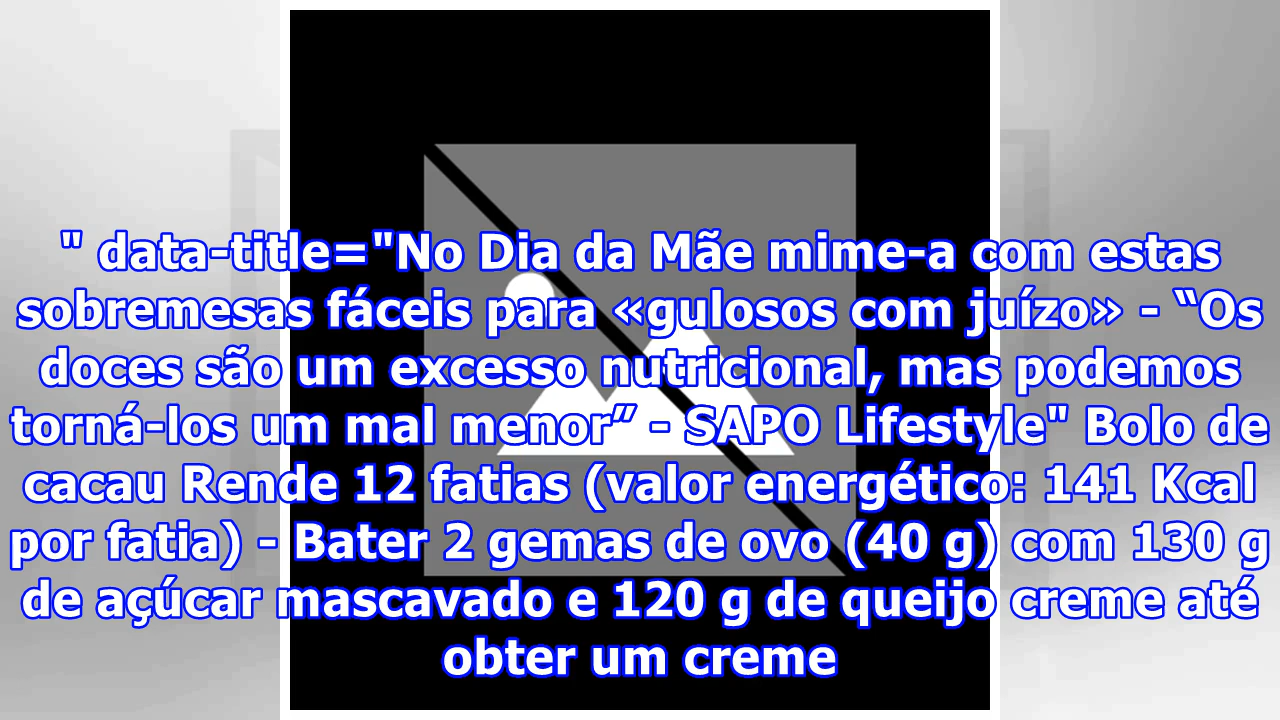 " data-title="No Dia da Mãe mime-a com estas
sobremesas fáceis para «gulosos com juízo» - “Os
doces são um excesso nutricional, mas podemos
torná-los um mal menor” - SAPO Lifestyle" Bolo de
cacau Rende 12 fatias (valor energético: 141 Kcal
por fatia) - Bater 2 gemas de ovo (40 g) com 130 g
de açúcar mascavado e 120 g de queijo creme até
obter um creme